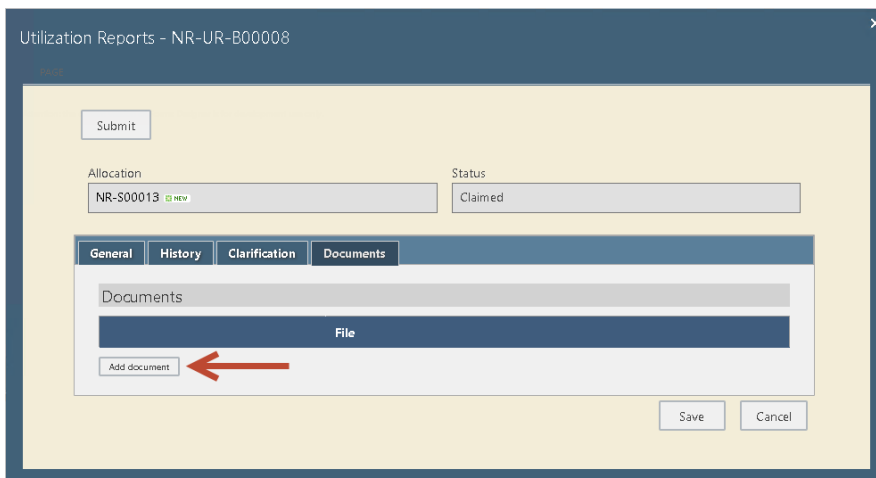 Utilization Reports - NR-UR-B00008
PAGE
Submit
Allocation
Status
NR-S00013 NEW
Claimed
General History Clarification Documents
Documents
File
Add document
Save Cancel